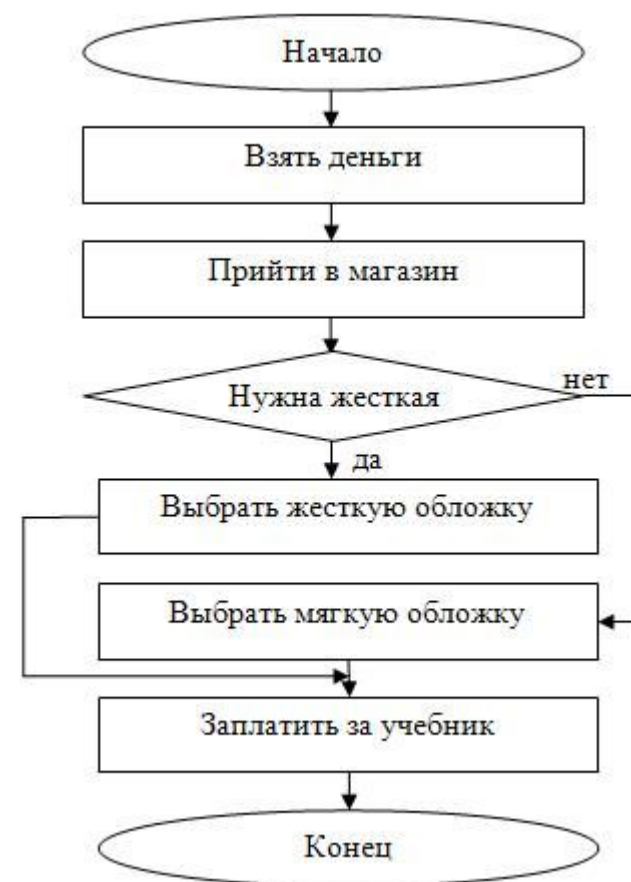 Начало
Взять деньги
Прийти в магазин
Нужна жесткая
нет
да
Выбрать жесткую обложку
Выбрать мягкую обложку
Заплатить за учебник
Конец